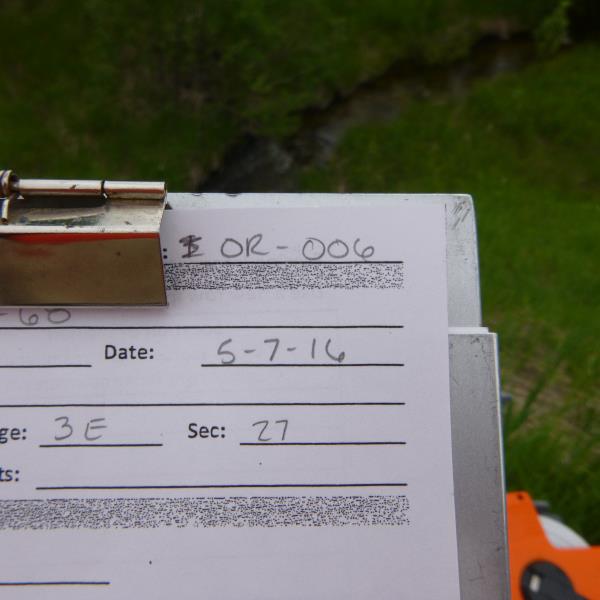 : OR-006
-60
Date: 5-7-16
ge: 3E Sec: 27
ts: